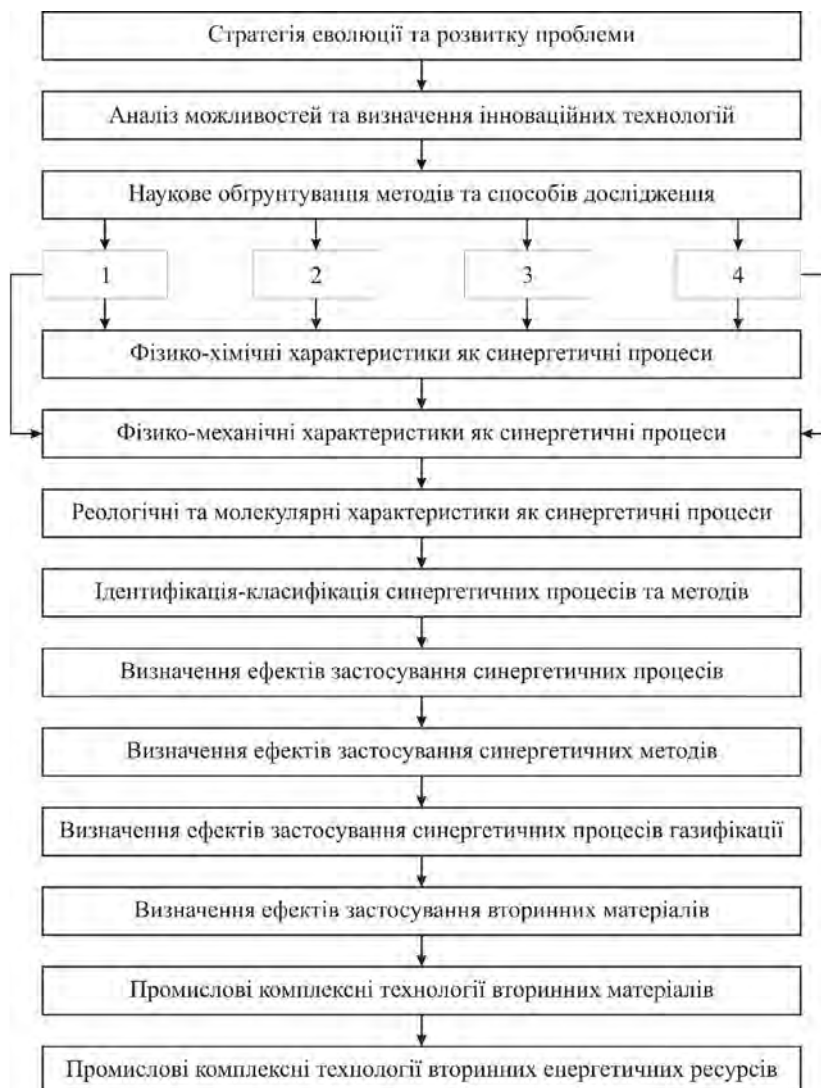 Стратегія еволюції та розвитку проблеми
Аналіз можливостей та визначення інноваційних технологій
Наукове обґрунтування методів та способів дослідження
1 2 3 4
Фізико-хімічні характеристики як синергетичні процеси
Фізико-механічні характеристики як синергетичні процеси
Реологічні та молекулярні характеристики як синергетичні процеси
Ідентифікація-класифікація синергетичних процесів та методів
Визначення ефектів застосування синергетичних процесів
Визначення ефектів застосування синергетичних методів
Визначення ефектів застосування синергетичних процесів газифікації
Визначення ефектів застосування вторинних матеріалів
Промислові комплексні технології вторинних матеріалів
Промислові комплексні технології вторинних енергетичних ресурсів